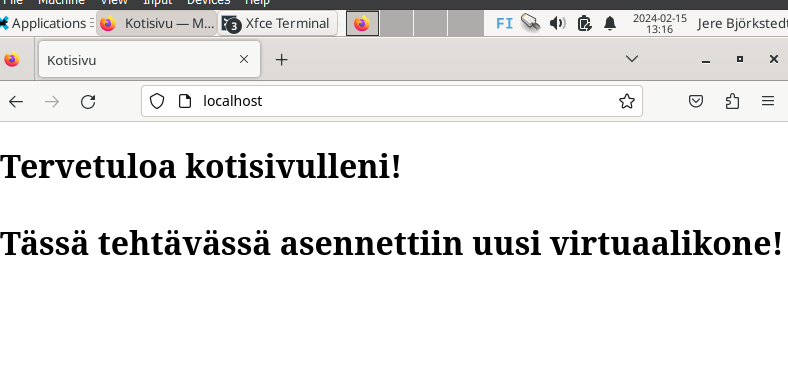 File Machine View Input Devices Help
Applications Kotisivu — M... 3 Xfce Terminal FI 2024-02-15 Jere Björkstedt
13:16
Kotisivu
localhost
Tervetuloa kotisivulleni!
Tässä tehtävässä asennettiin uusi virtuaalikone!